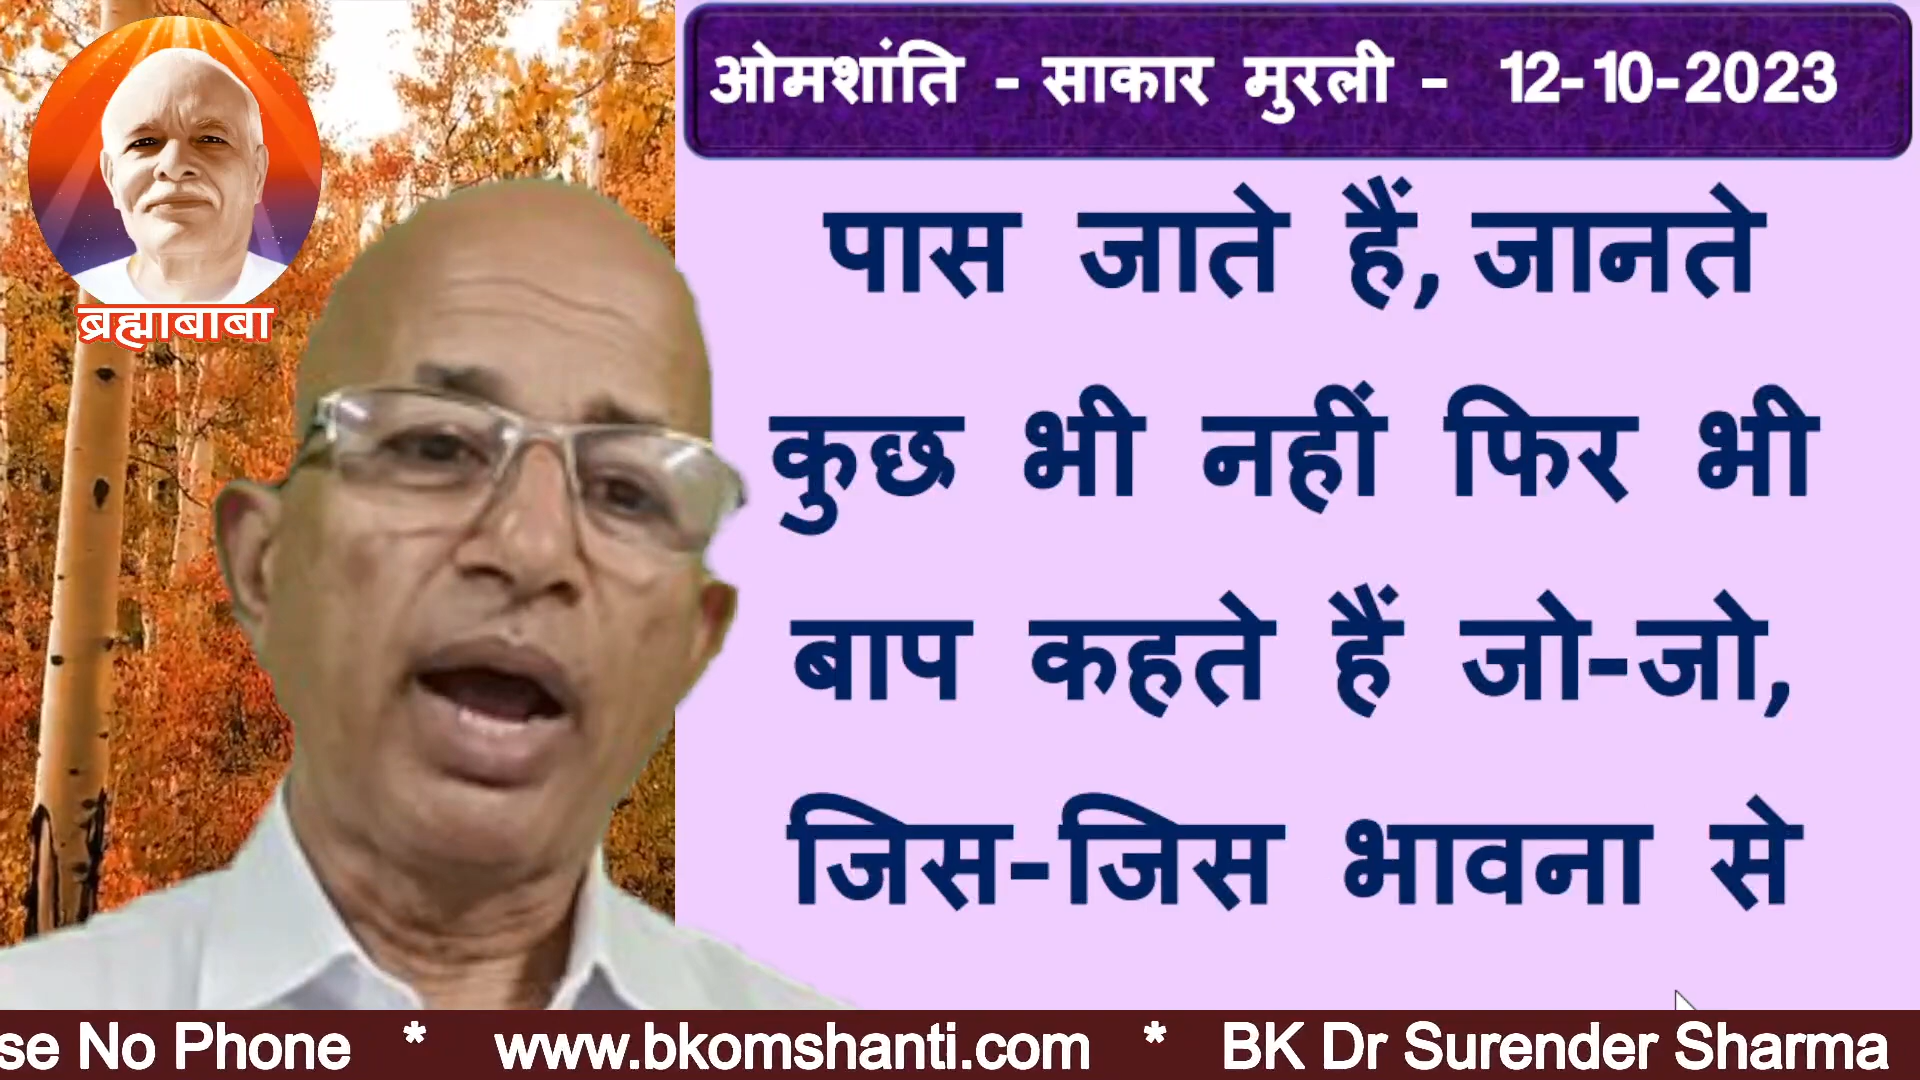 ओमशांति - साकार मुरली - 12-10-2023
ब्रह्माबाबा
पास जाते हैं, जानते
कुछ भी नहीं फिर भी
बाप कहते हैं जो-जो,
जिस-जिस भावना से
se No Phone * www.bkomshanti.com * BK Dr Surender Sharma